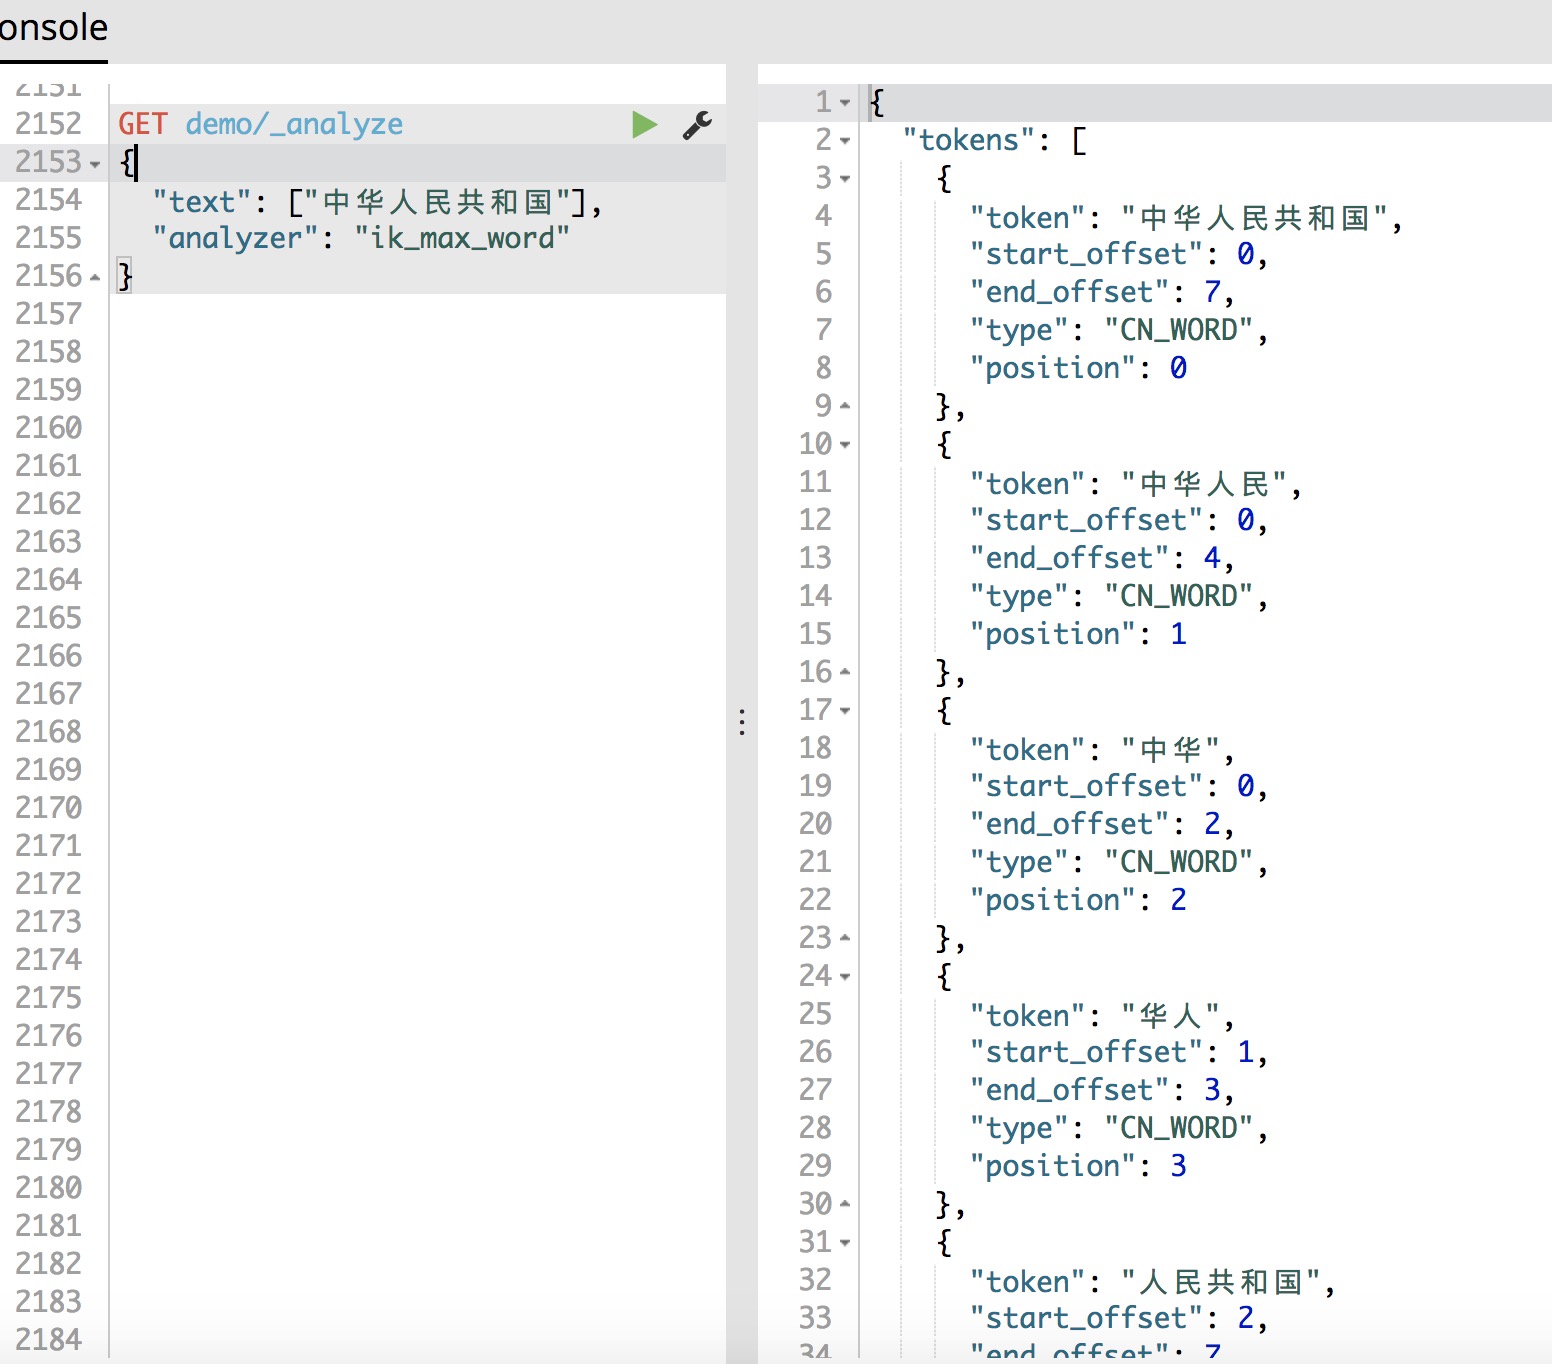 onsole
2151
2152 GET demo/_analyze
2153 {
2154 "text": ["中华人民共和国"],
2155 "analyzer": "ik_max_word"
2156 }
2157
2158
2159
2160
2161
2162
2163
2164
2165
2166
2167
2168
2169
2170
2171
2172
2173
2174
2175
2176
2177
2178
2179
2180
2181
2182
2183
2184
1 {
2 "tokens": [
3 {
4 "token": "中华人民共和国",
5 "start_offset": 0,
6 "end_offset": 7,
7 "type": "CN_WORD",
8 "position": 0
9 },
10 {
11 "token": "中华人民",
12 "start_offset": 0,
13 "end_offset": 4,
14 "type": "CN_WORD",
15 "position": 1
16 },
17 {
18 "token": "中华",
19 "start_offset": 0,
20 "end_offset": 2,
21 "type": "CN_WORD",
22 "position": 2
23 },
24 {
25 "token": "华人",
26 "start_offset": 1,
27 "end_offset": 3,
28 "type": "CN_WORD",
29 "position": 3
30 },
31 {
32 "token": "人民共和国",
33 "start_offset": 2,
34 "end_offset": 7